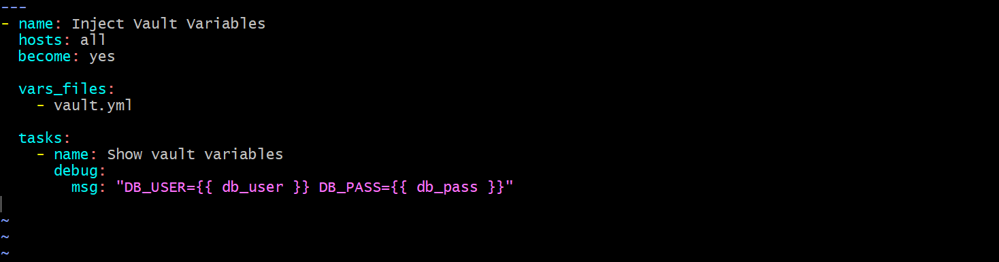 ---
- name: Inject Vault Variables
  hosts: all
  become: yes

  vars_files:
    - vault.yml

  tasks:
    - name: Show vault variables
      debug:
        msg: "DB_USER={{ db_user }} DB_PASS={{ db_pass }}"

~
~
~